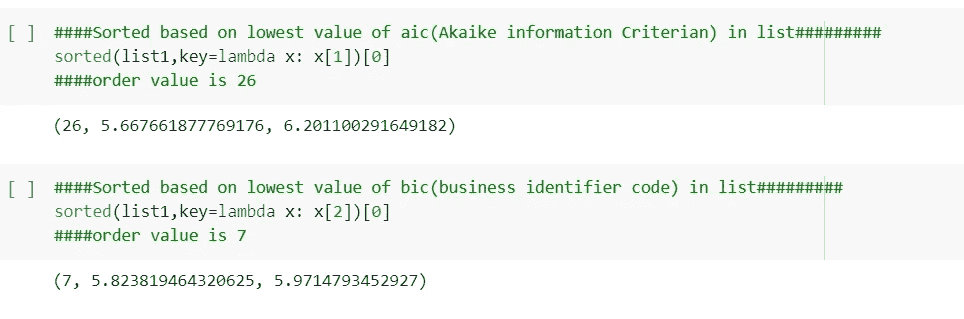 [ ] ####Sorted based on lowest value of aic(Akaike information Criterian) in list#########
sorted(list1,key=lambda x: x[1])[0]
####order value is 26
(26, 5.667661877769176, 6.201100291649182)
[ ] ####Sorted based on lowest value of bic(business identifier code) in list#########
sorted(list1,key=lambda x: x[2])[0]
####order value is 7
(7, 5.823819464320625, 5.9714793452927)